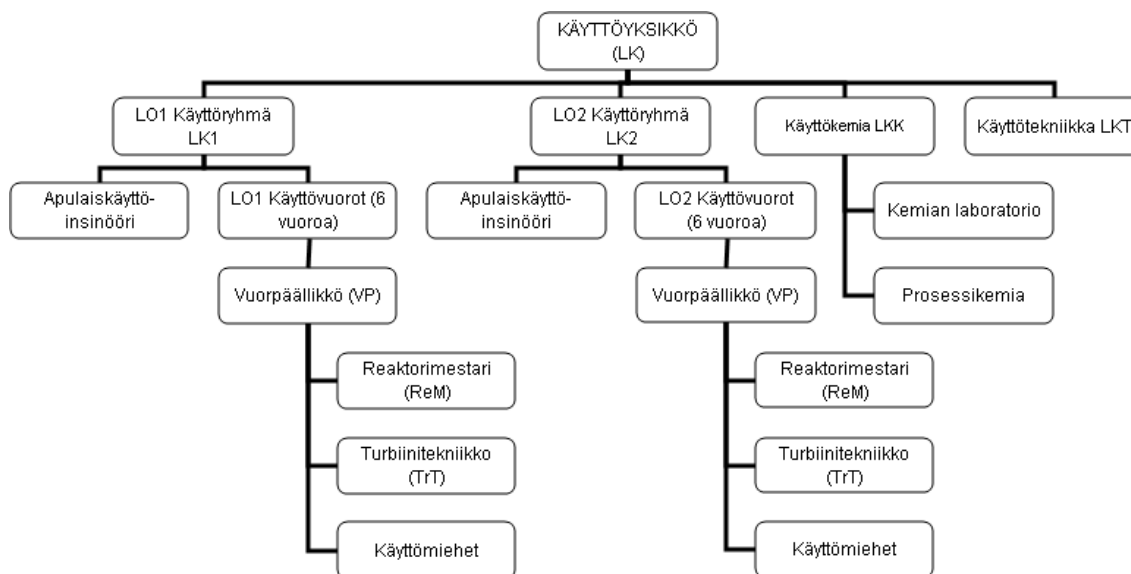 KÄYTTÖYKSIKKÖ
(LK)
LO1 Käyttöryhmä
LK1
LO2 Käyttöryhmä
LK2
Käyttökemia LKK
Käyttötekniikka LKT
Apulaiskäyttö-
insinööri
LO1 Käyttövuorot (6
vuoroa)
Apulaiskäyttö-
insinööri
LO2 Käyttvuorot
(6 vuoroa)
Kemian laboratorio
Vuorpäällikkö (VP)
Vuorpäällikkö (VP)
Prosessikemia
Reaktorimestari
(ReM)
Reaktorimestari
(ReM)
Turbiinitekniikko
(TrT)
Turbiinitekniikko
(TrT)
Käyttömiehet
Käyttömiehet